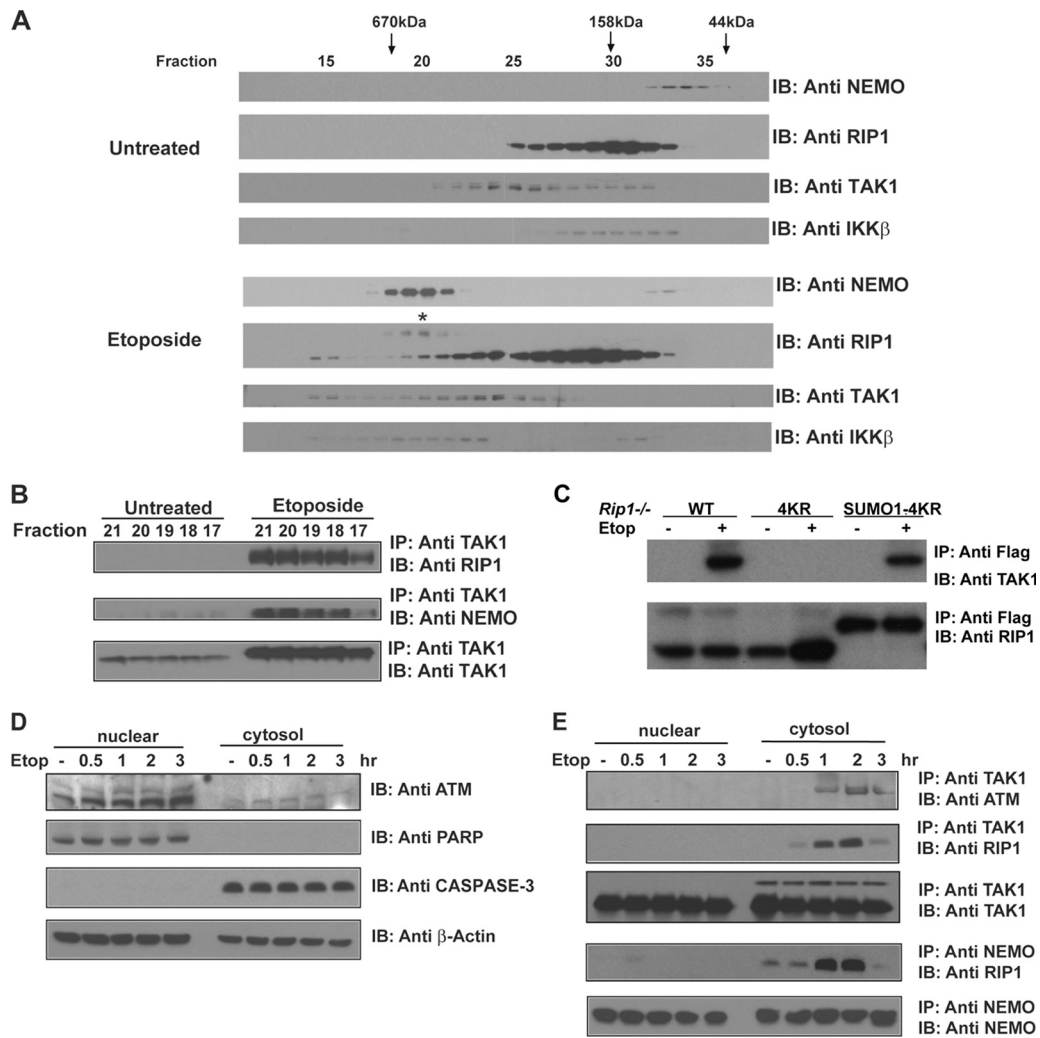 A
670kDa 158kDa 44kDa
Fraction 15 20 25 30 35
Untreated
IB: Anti NEMO
IB: Anti RIP1
IB: Anti TAK1
IB: Anti IKKβ
Etoposide
IB: Anti NEMO
*
IB: Anti RIP1
IB: Anti TAK1
IB: Anti IKKβ
B
Untreated Etoposide
Fraction 21 20 19 18 17 21 20 19 18 17
IP: Anti TAK1
IB: Anti RIP1
IP: Anti TAK1
IB: Anti NEMO
IP: Anti TAK1
IB: Anti TAK1
C
Rip1-/- WT 4KR SUMO1-4KR
Etop - + - + - +
IP: Anti Flag
IB: Anti TAK1
IP: Anti Flag
IB: Anti RIP1
D
nuclear cytosol
Etop - 0.5 1 2 3 - 0.5 1 2 3 hr
IB: Anti ATM
IB: Anti PARP
IB: Anti CASPASE-3
IB: Anti β-Actin
E
nuclear cytosol
Etop - 0.5 1 2 3 - 0.5 1 2 3 hr
IP: Anti TAK1
IB: Anti ATM
IP: Anti TAK1
IB: Anti RIP1
IP: Anti TAK1
IB: Anti TAK1
IP: Anti NEMO
IB: Anti RIP1
IP: Anti NEMO
IB: Anti NEMO